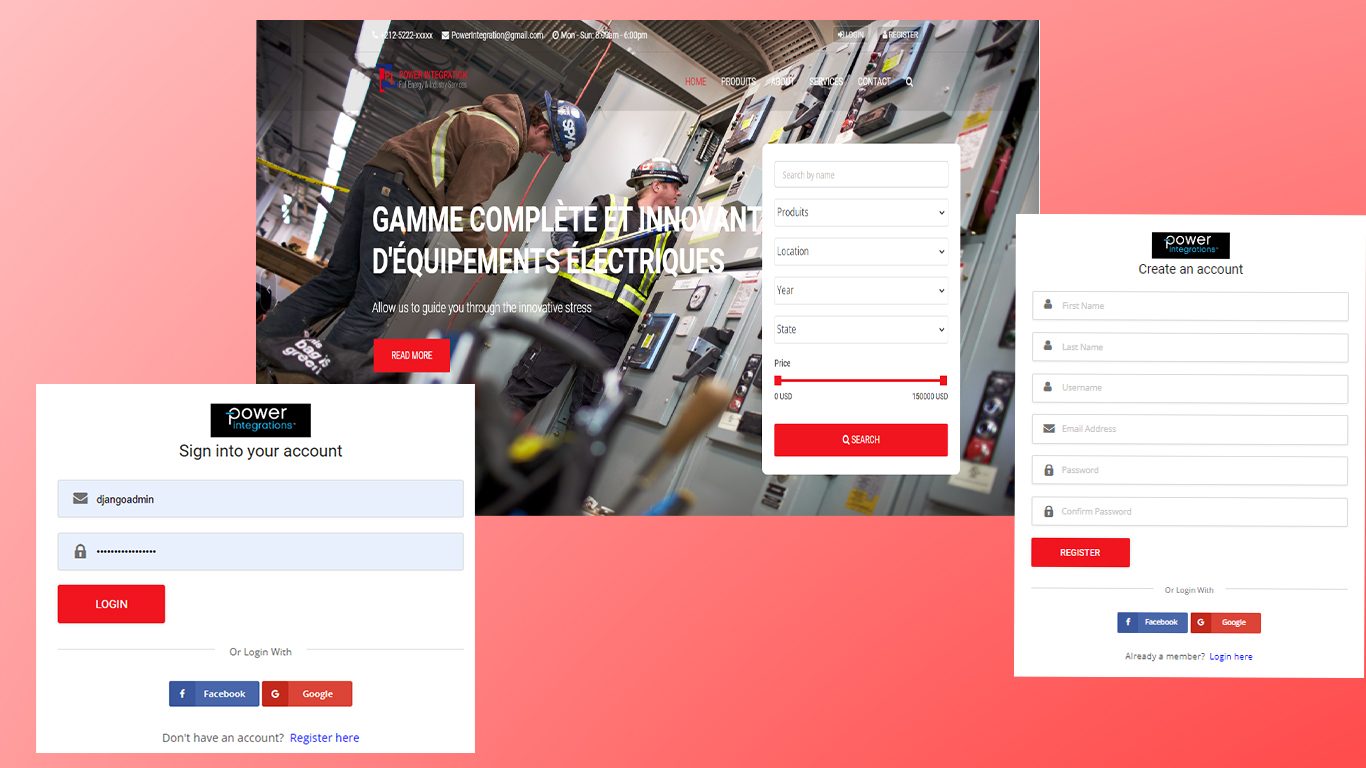 +212-5222-xxxxx PowerIntegration@gmail.com Mon - Sun: 8:00am - 6:00pm
LOGIN REGISTER
POWER INTEGRATION
Full Energy & Industry Services
HOME PRODUITS ABOUT SERVICES CONTACT
SPY
GAMME COMPLÈTE ET INNOVANT
D'ÉQUIPEMENTS ÉLECTRIQUES
Allow us to guide you through the innovative stress
READ MORE
bag is
green!
Search by name
Produits
Location
Year
State
Price
0 USD 150000 USD
SEARCH
power
integrations
Sign into your account
djangoadmin
•••••••••••••••••
LOGIN
Or Login With
Facebook Google
Don't have an account? Register here
power
integrations
Create an account
First Name
Last Name
Username
Email Address
Password
Confirm Password
REGISTER
Or Login With
Facebook Google
Already a member? Login here